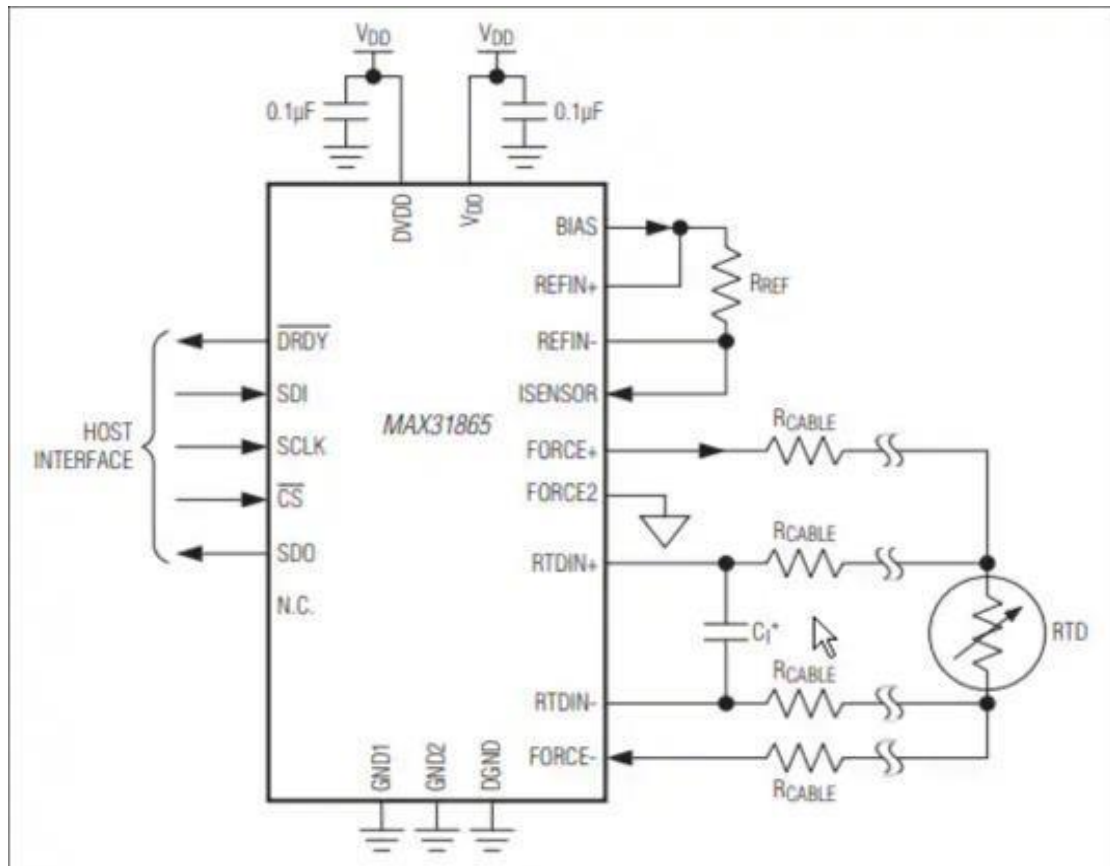 VDD
VDD
0.1µF
0.1µF
DVDD
VDD
BIAS
REFIN+
RREF
REFIN-
ISENSOR
DRDY
SDI
SCLK
CS
SDO
N.C.
HOST
INTERFACE
MAX31865
FORCE+
RCABLE
FORCE2
RTDIN+
RCABLE
CI*
RTD
RTDIN-
RCABLE
FORCE-
RCABLE
GND1
GND2
DGND